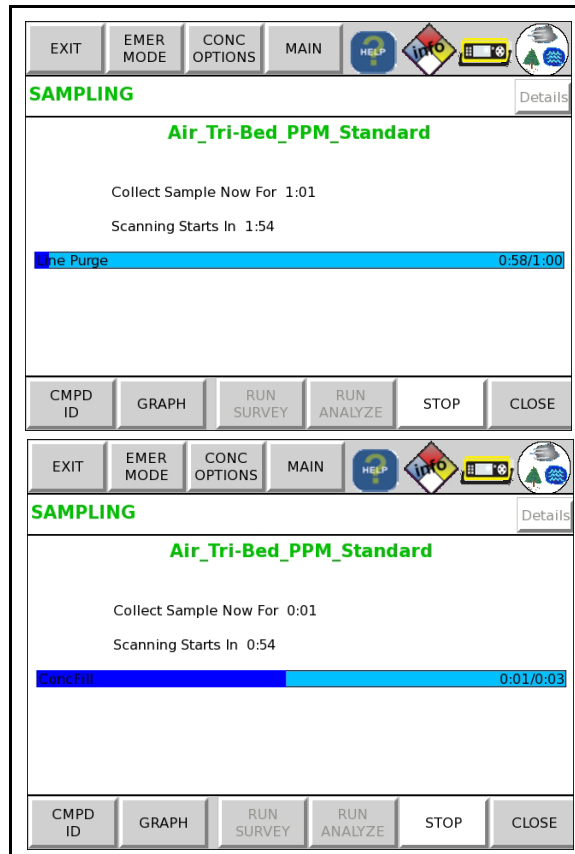 EXIT
EMER
MODE
CONC
OPTIONS
MAIN
HELP
info
SAMPLING
Details
Air_Tri-Bed_PPM_Standard
Collect Sample Now For 1:01
Scanning Starts In 1:54
Line Purge 0:58/1:00
CMPD
ID
GRAPH
RUN
SURVEY
RUN
ANALYZE
STOP
CLOSE
EXIT
EMER
MODE
CONC
OPTIONS
MAIN
HELP
info
SAMPLING
Details
Air_Tri-Bed_PPM_Standard
Collect Sample Now For 0:01
Scanning Starts In 0:54
ConcFill 0:01/0:03
CMPD
ID
GRAPH
RUN
SURVEY
RUN
ANALYZE
STOP
CLOSE